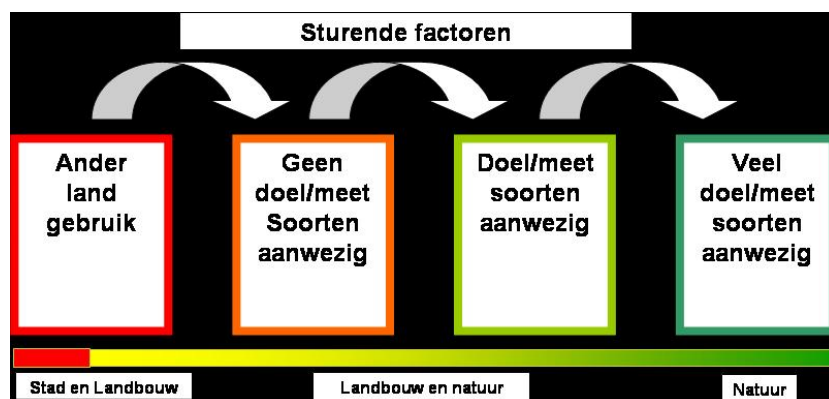 Sturende factoren
Ander
land
gebruik
Geen
doel/meet
Soorten
aanwezig
Doel/meet
soorten
aanwezig
Veel
doel/meet
soorten
aanwezig
Stad en Landbouw
Landbouw en natuur
Natuur